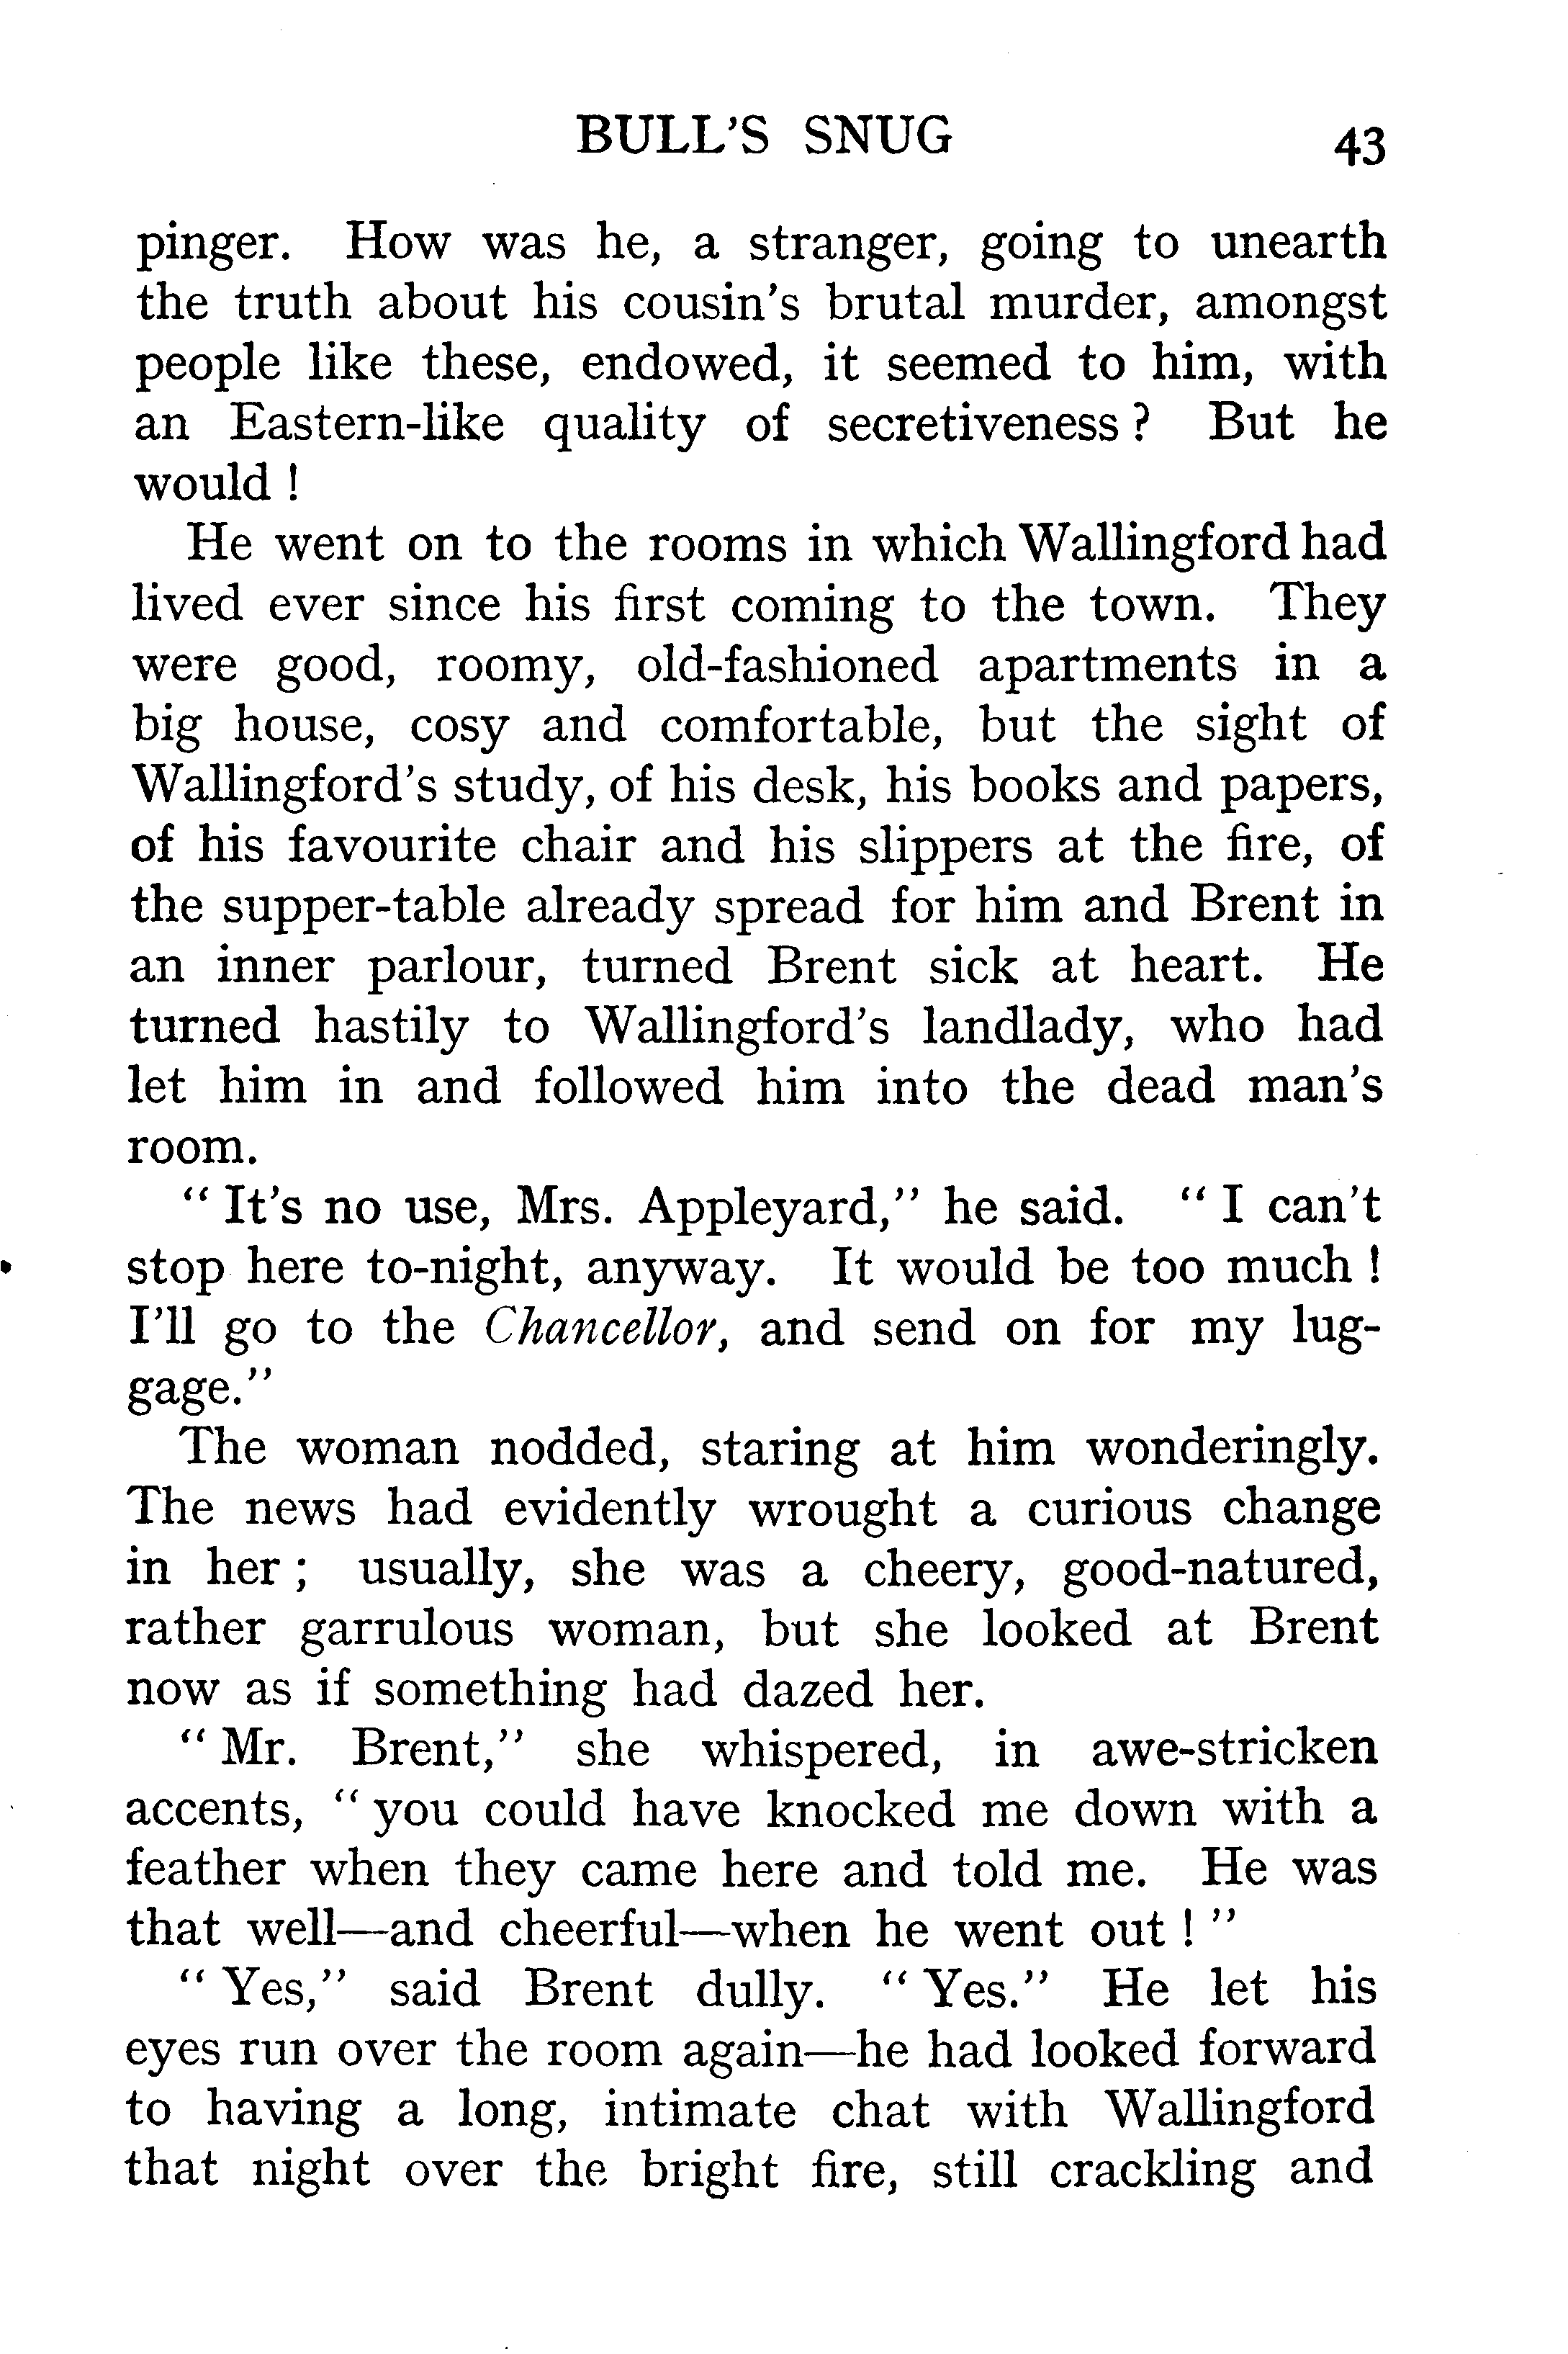 BULL'S SNUG 43
pinger. How was he, a stranger, going to unearth
the truth about his cousin's brutal murder, amongst
people like these, endowed, it seemed to him, with
an Eastern-like quality of secretiveness ? But he
would !
He went on to the rooms in which Wallingford had
lived ever since his first coming to the town. They
were good, roomy, old-fashioned apartments in a
big house, cosy and comfortable, but the sight of
Wallingford's study, of his desk, his books and papers,
of his favourite chair and his slippers at the fire, of
the supper-table already spread for him and Brent in
an inner parlour, turned Brent sick at heart. He
turned hastily to Wallingford's landlady, who had
let him in and followed him into the dead man's
room.
“ It's no use, Mrs. Appleyard,” he said. “ I can't
stop here to-night, anyway. It would be too much !
I'll go to the Chancellor, and send on for my lug-
gage.”
The woman nodded, staring at him wonderingly.
The news had evidently wrought a curious change
in her ; usually, she was a cheery, good-natured,
rather garrulous woman, but she looked at Brent
now as if something had dazed her.
“ Mr. Brent,” she whispered, in awe-stricken
accents, “ you could have knocked me down with a
feather when they came here and told me. He was
that well—and cheerful—when he went out ! ”
“ Yes,” said Brent dully. “ Yes.” He let his
eyes run over the room again—he had looked forward
to having a long, intimate chat with Wallingford
that night over the bright fire, still crackling and